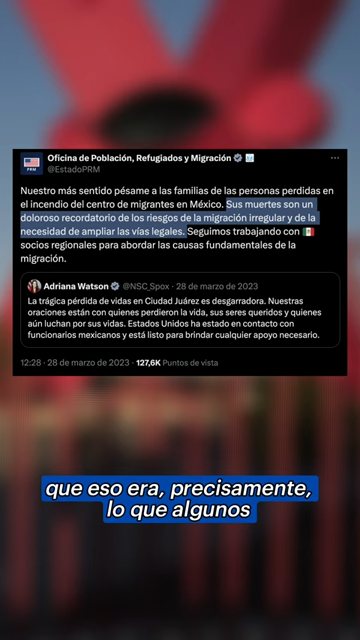 Oficina de Población, Refugiados y Migración
@EstadoPRM
Nuestro más sentido pésame a las familias de las personas perdidas en
el incendio del centro de migrantes en México. Sus muertes son un
doloroso recordatorio de los riesgos de la migración irregular y de la
necesidad de ampliar las vías legales. Seguimos trabajando con 🇲🇽
socios regionales para abordar las causas fundamentales de la
migración.
Adriana Watson @NSC_Spox · 28 de marzo de 2023
La trágica pérdida de vidas en Ciudad Juárez es desgarradora. Nuestras
oraciones están con quienes perdieron la vida, sus seres queridos y quienes
aún luchan por sus vidas. Estados Unidos ha estado en contacto con
funcionarios mexicanos y está listo para brindar cualquier apoyo necesario.
12:28 · 28 de marzo de 2023 · 127,6K Puntos de vista
que eso era, precisamente,
lo que algunos